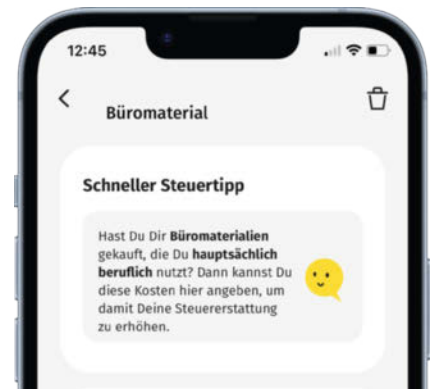 12:45
Büromaterial
Schneller Steuertipp
Hast Du Dir Büromaterialien
gekauft, die Du hauptsächlich
beruflich nutzt? Dann kannst Du
diese Kosten hier angeben, um
damit Deine Steuererstattung
zu erhöhen.